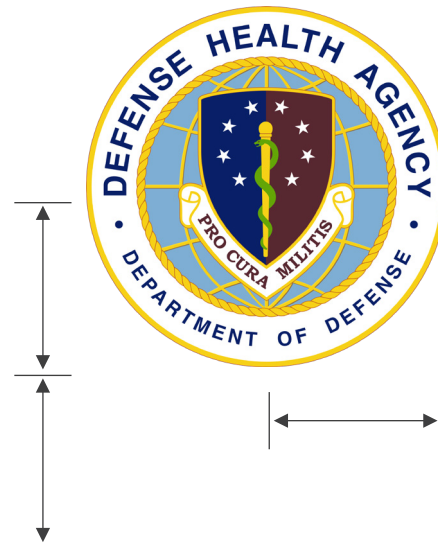 DEFENSE HEALTH AGENCY
PRO CURA MILITIS
DEPARTMENT OF DEFENSE